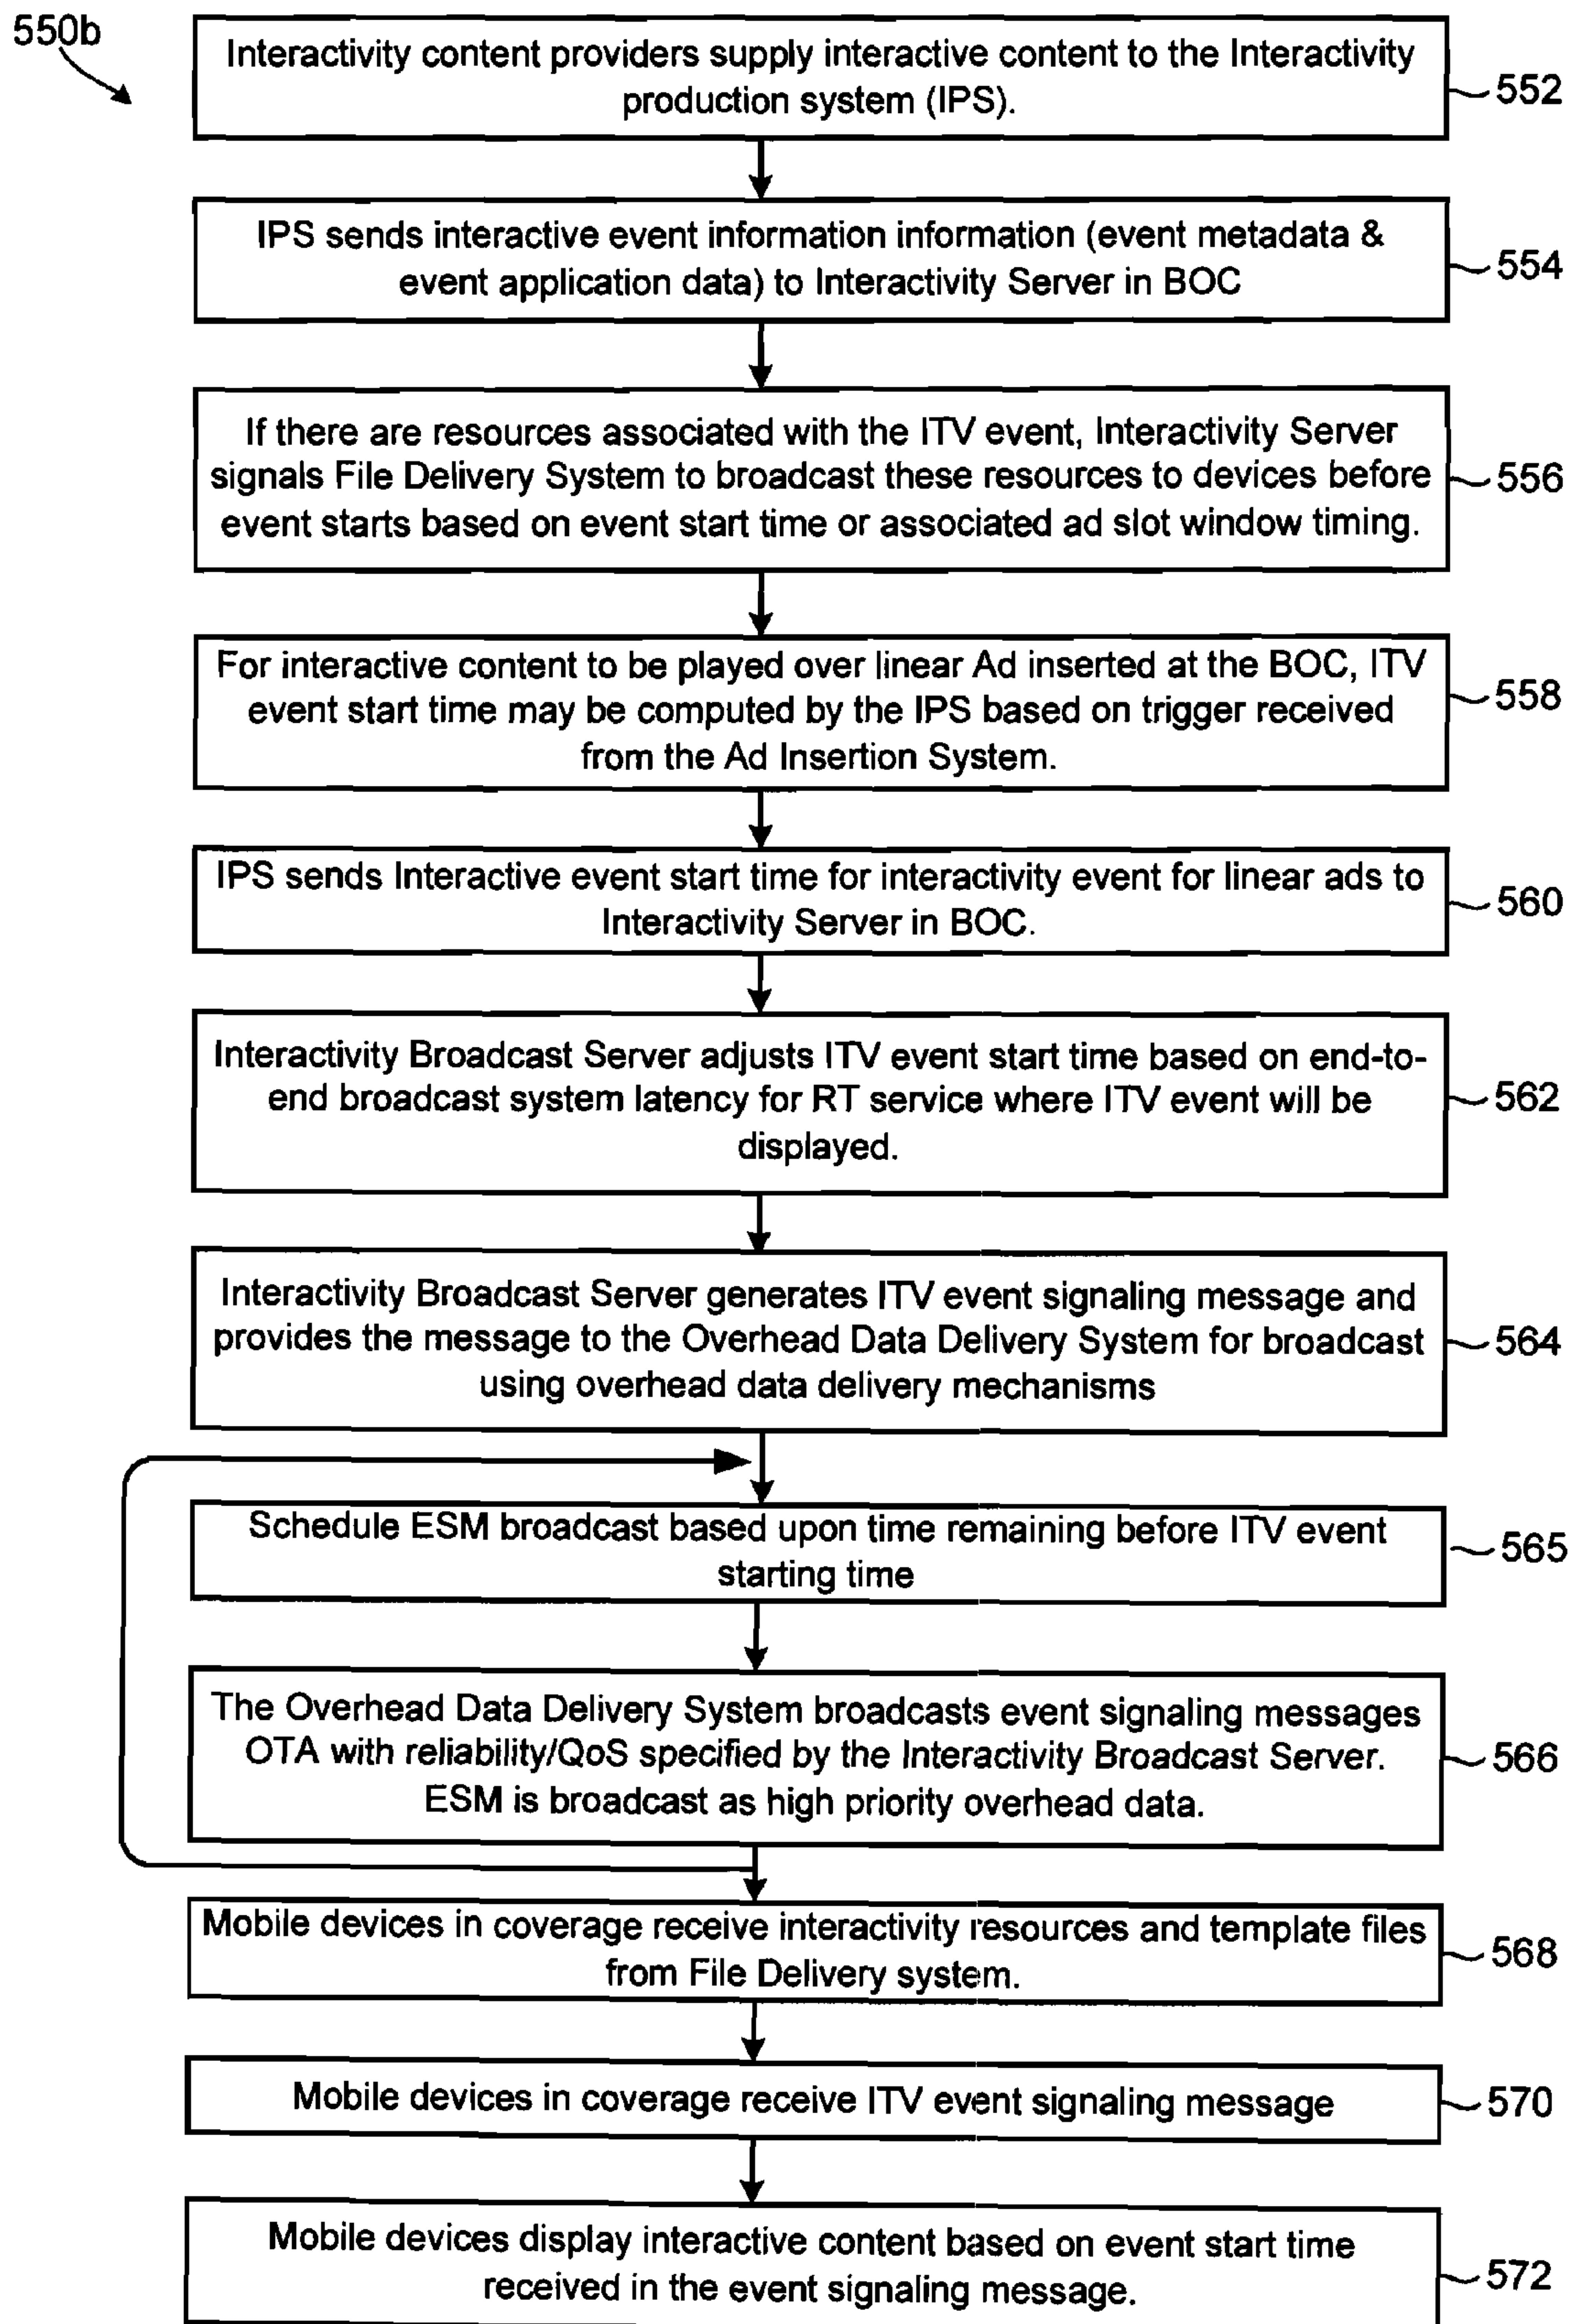 550b
Interactivity content providers supply interactive content to the Interactivity
production system (IPS).
552
IPS sends interactive event information information (event metadata &
event application data) to Interactivity Server in BOC
554
If there are resources associated with the ITV event, Interactivity Server
signals File Delivery System to broadcast these resources to devices before
event starts based on event start time or associated ad slot window timing.
556
For interactive content to be played over linear Ad inserted at the BOC, ITV
event start time may be computed by the IPS based on trigger received
from the Ad Insertion System.
558
IPS sends Interactive event start time for interactivity event for linear ads to
Interactivity Server in BOC.
560
Interactivity Broadcast Server adjusts ITV event start time based on end-to-
end broadcast system latency for RT service where ITV event will be
displayed.
562
Interactivity Broadcast Server generates ITV event signaling message and
provides the message to the Overhead Data Delivery System for broadcast
using overhead data delivery mechanisms
564
Schedule ESM broadcast based upon time remaining before ITV event
starting time
565
The Overhead Data Delivery System broadcasts event signaling messages
OTA with reliability/QoS specified by the Interactivity Broadcast Server.
ESM is broadcast as high priority overhead data.
566
Mobile devices in coverage receive interactivity resources and template files
from File Delivery system.
568
Mobile devices in coverage receive ITV event signaling message
570
Mobile devices display interactive content based on event start time
received in the event signaling message.
572